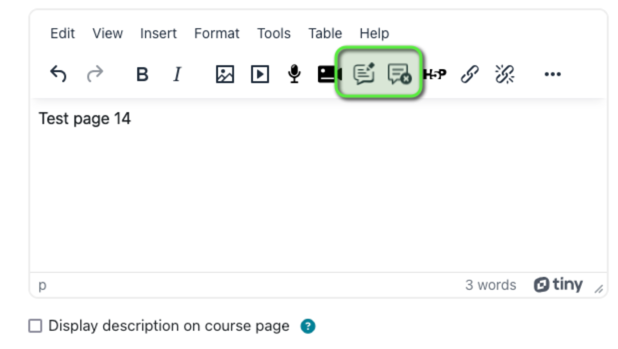 Edit View Insert Format Tools Table Help
B I H-P
Test page 14
p 3 words tiny
Display description on course page ?